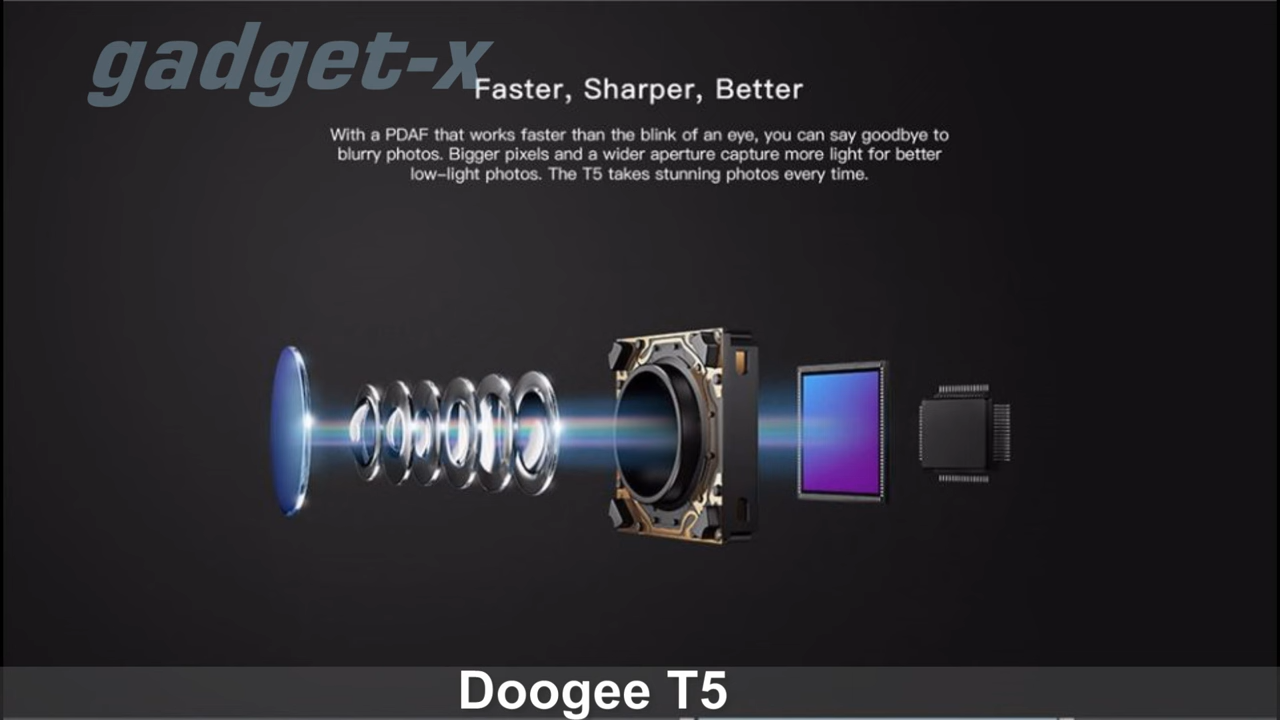 gadget-x
Faster, Sharper, Better
With a PDAF that works faster than the blink of an eye, you can say goodbye to
blurry photos. Bigger pixels and a wider aperture capture more light for better
low-light photos. The T5 takes stunning photos every time.
Doogee T5